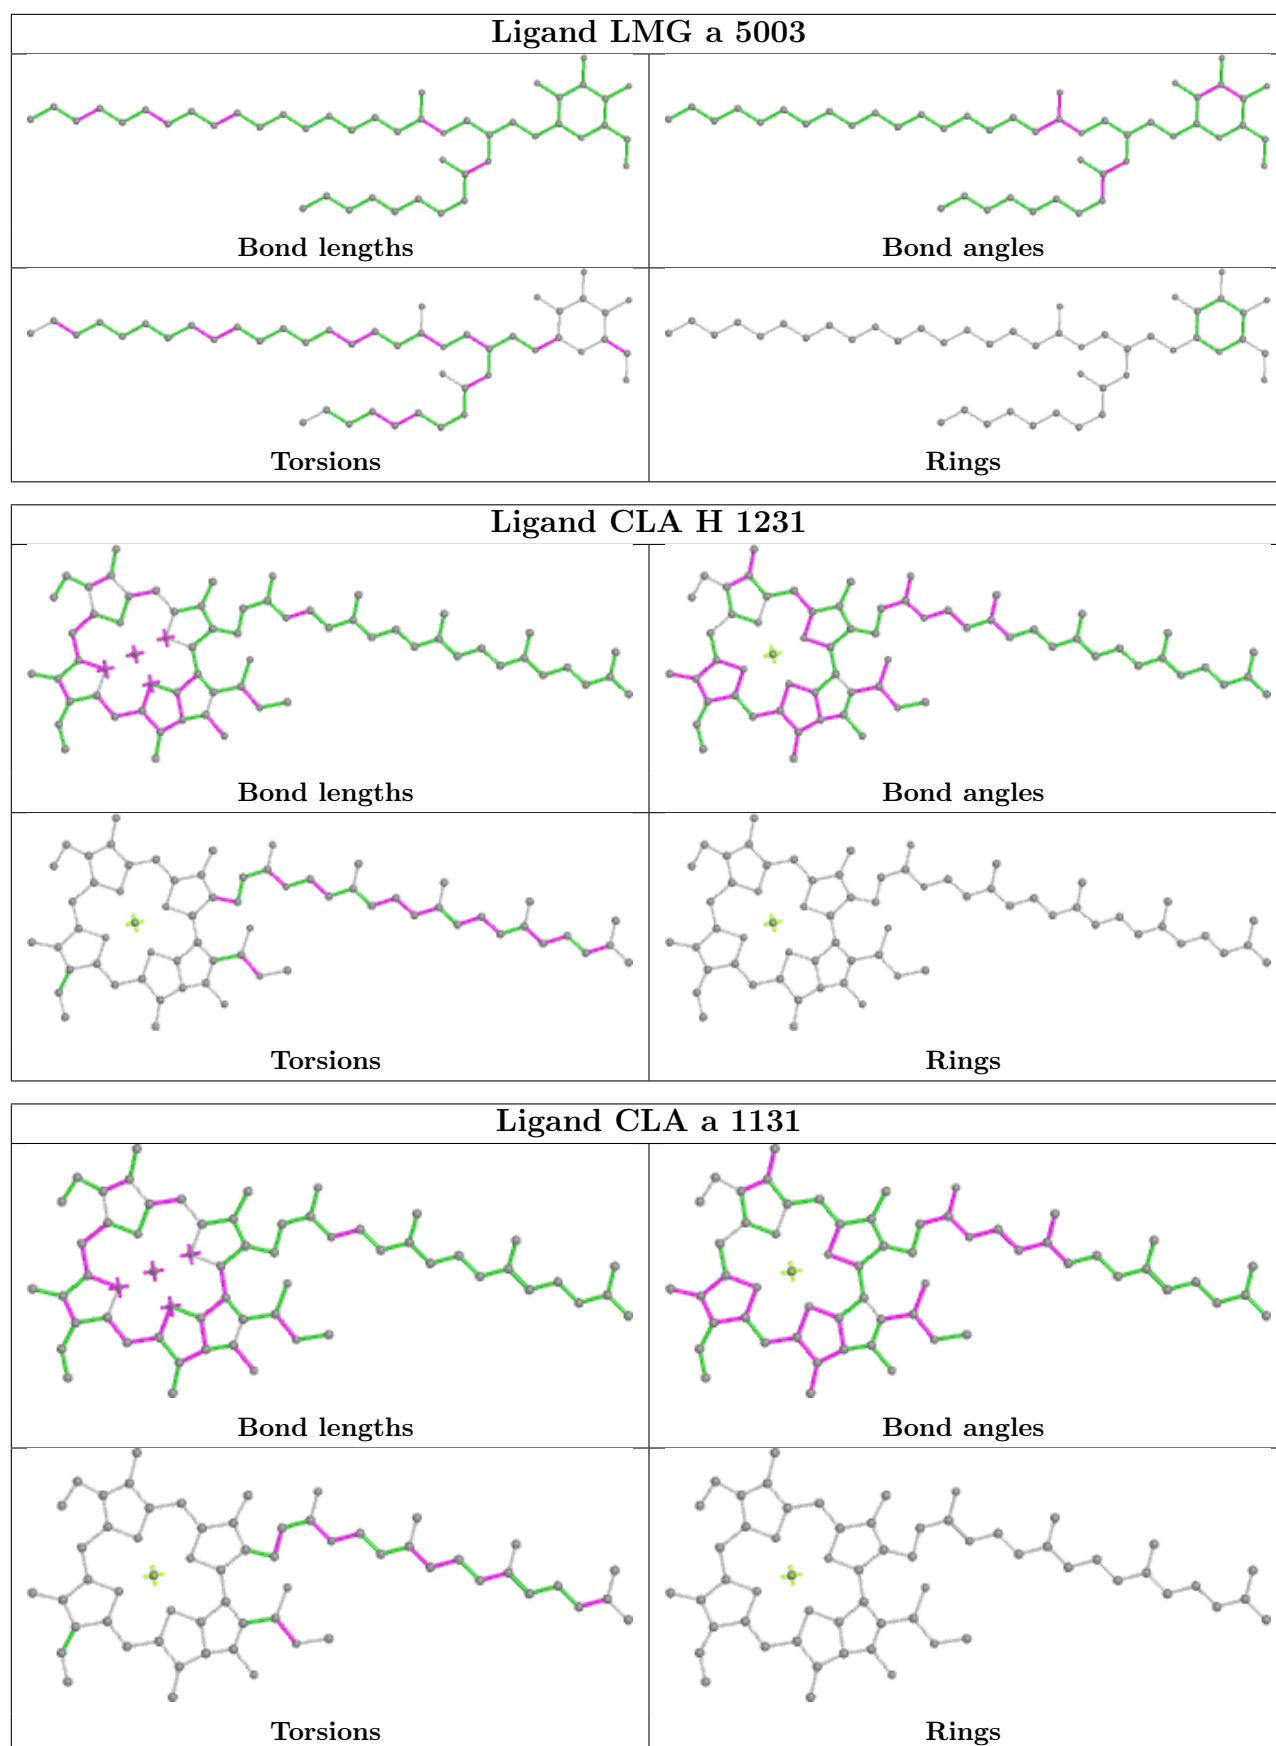 Ligand LMG a 5003
Bond lengths
Bond angles
Torsions
Rings
Ligand CLA H 1231
Bond lengths
Bond angles
Torsions
Rings
Ligand CLA a 1131
Bond lengths
Bond angles
Torsions
Rings